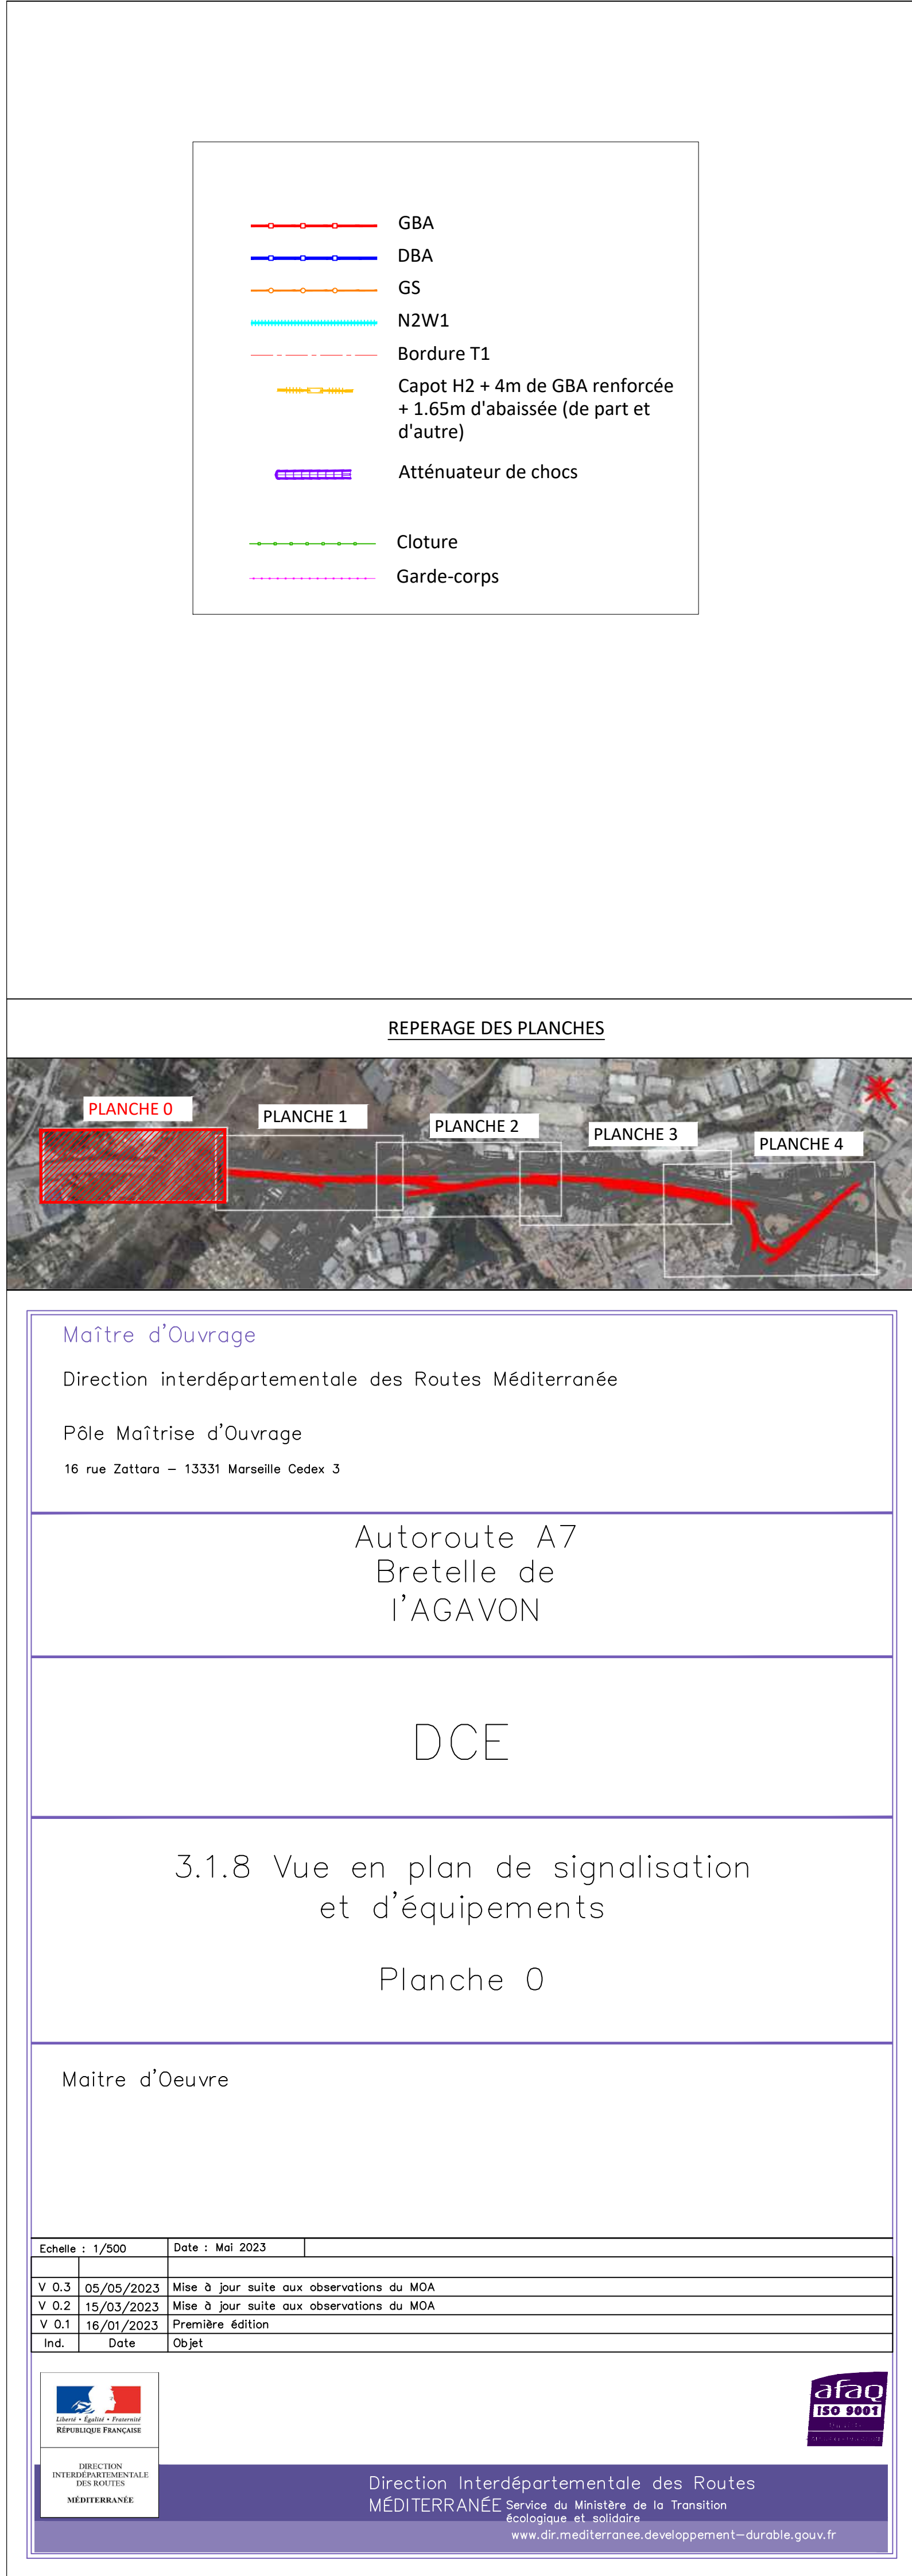 GBA
DBA
GS
N2W1
Bordure T1
Capot H2 + 4m de GBA renforcée
+ 1.65m d'abaissée (de part et
d'autre)
Atténuateur de chocs
Cloture
Garde-corps
REPERAGE DES PLANCHES
PLANCHE 0
PLANCHE 1
PLANCHE 2
PLANCHE 3
PLANCHE 4
Maître d'Ouvrage
Direction interdépartementale des Routes Méditerranée
Pôle Maîtrise d'Ouvrage
16 rue Zattara – 13331 Marseille Cedex 3
Autoroute A7
Bretelle de
l'AGAVON
DCE
3.1.8 Vue en plan de signalisation
et d'équipements
Planche 0
Maitre d'Oeuvre
Echelle : 1/500 Date : Mai 2023
V 0.3 05/05/2023 Mise à jour suite aux observations du MOA
V 0.2 15/03/2023 Mise à jour suite aux observations du MOA
V 0.1 16/01/2023 Première édition
Ind. Date Objet
Liberté • Égalité • Fraternité
RÉPUBLIQUE FRANÇAISE
DIRECTION
INTERDÉPARTEMENTALE
DES ROUTES
MÉDITERRANÉE
afaq
ISO 9001
Direction Interdépartementale des Routes
MÉDITERRANÉE Service du Ministère de la Transition
écologique et solidaire
www.dir.mediterranee.developpement–durable.gouv.fr